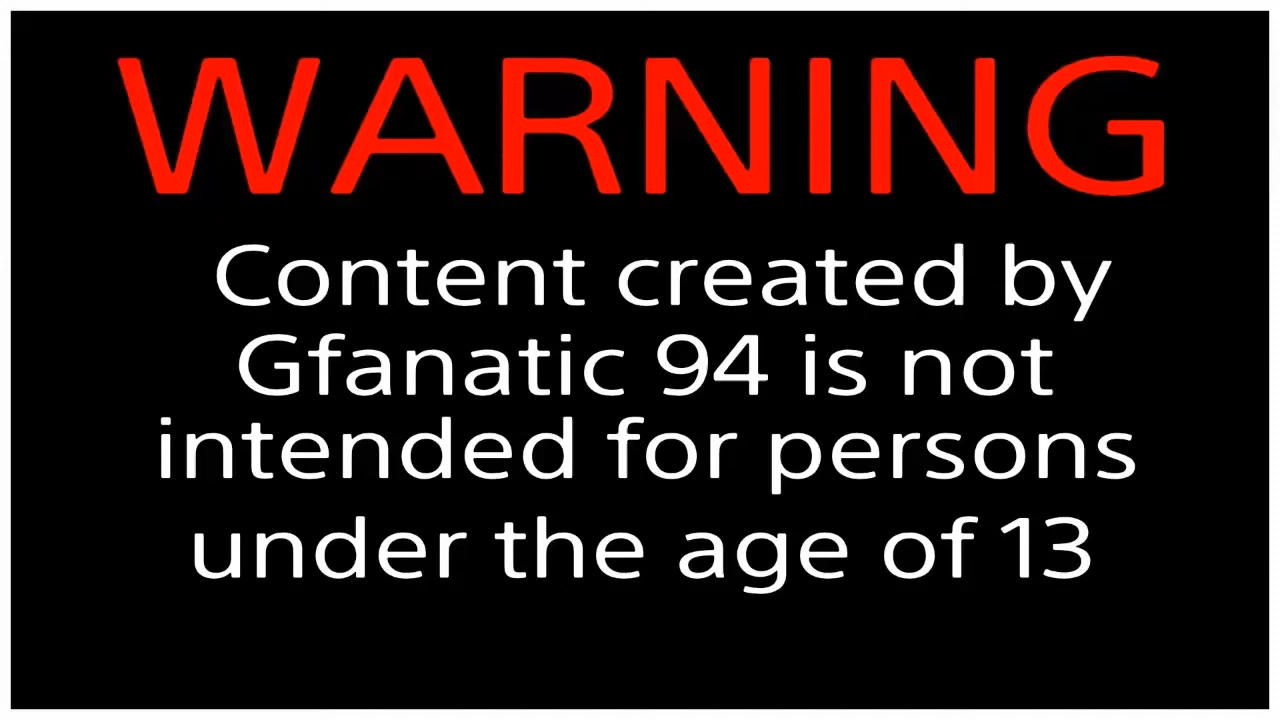 WARNING
Content created by
Gfanatic 94 is not
intended for persons
under the age of 13